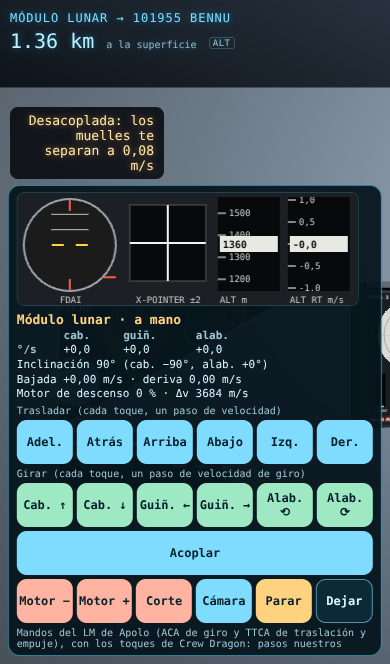 MÓDULO LUNAR → 101955 BENNU
1.36 km a la superficie ALT
Desacoplada: los
muelles te
separan a 0,08
m/s
1500
1400
1360
1300
1200
1,0
0,5
-0,0
-0,5
-1,0
FDAI
X-POINTER ±2
ALT m
ALT RT m/s
Módulo lunar · a mano
cab. guiñ. alab.
°/s +0,0 +0,0 +0,0
Inclinación 90° (cab. −90°, alab. +0°)
Bajada +0,00 m/s · deriva 0,00 m/s
Motor de descenso 0 % · Δv 3684 m/s
Trasladar (cada toque, un paso de velocidad)
Adel. Atrás Arriba Abajo Izq. Der.
Girar (cada toque, un paso de velocidad de giro)
Cab. ↑ Cab. ↓ Guiñ. ← Guiñ. → Alab. ⟲ Alab. ⟳
Acoplar
Motor − Motor + Corte Cámara Parar Dejar
Mandos del LM de Apolo (ACA de giro y TTCA de traslación y
empuje), con los toques de Crew Dragon: pasos nuestros